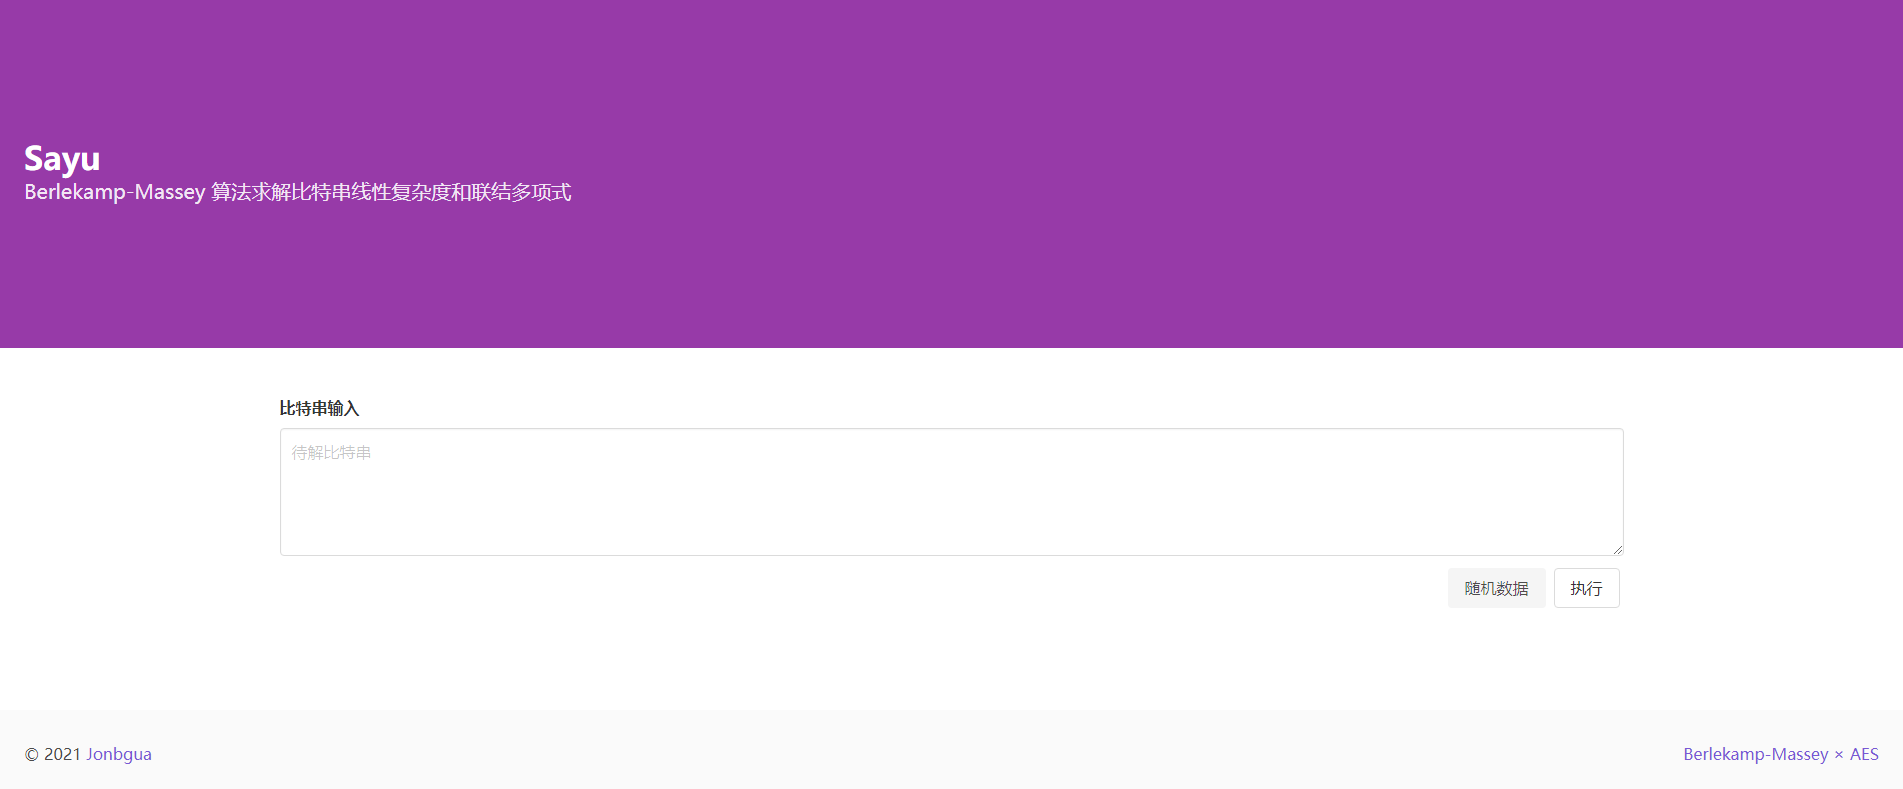 Sayu
Berlekamp-Massey 算法求解比特串线性复杂度和联结多项式
比特串输入
待解比特串
随机数据 执行
© 2021 Jonbgua Berlekamp-Massey × AES